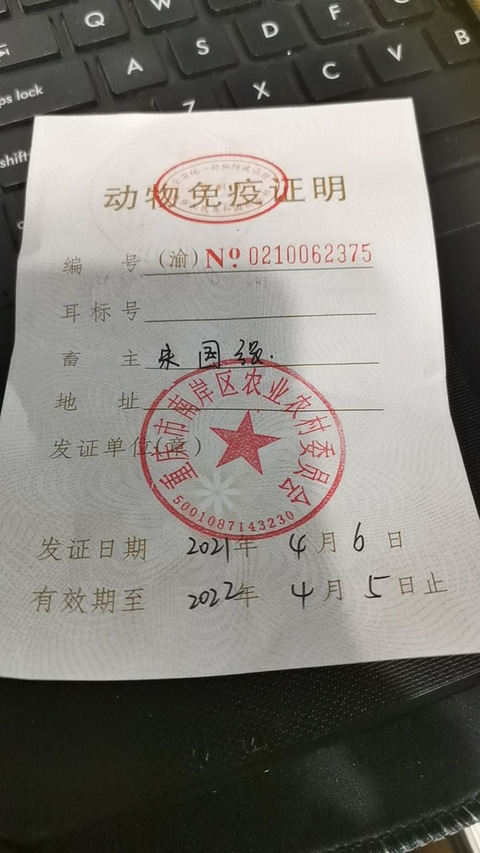 Q
W
A
S
D
F
Z
X
C
V
B
ps lock
shift
动物免疫证明
编 号 (渝) Nº 0210062375
耳标号
畜 主 朱国强.
地 址
发证单位(章)
重庆市南岸区农业农村委员会
5001087143230
发证日期 2021年 4月6日
有效期至 2022年 4月5日止